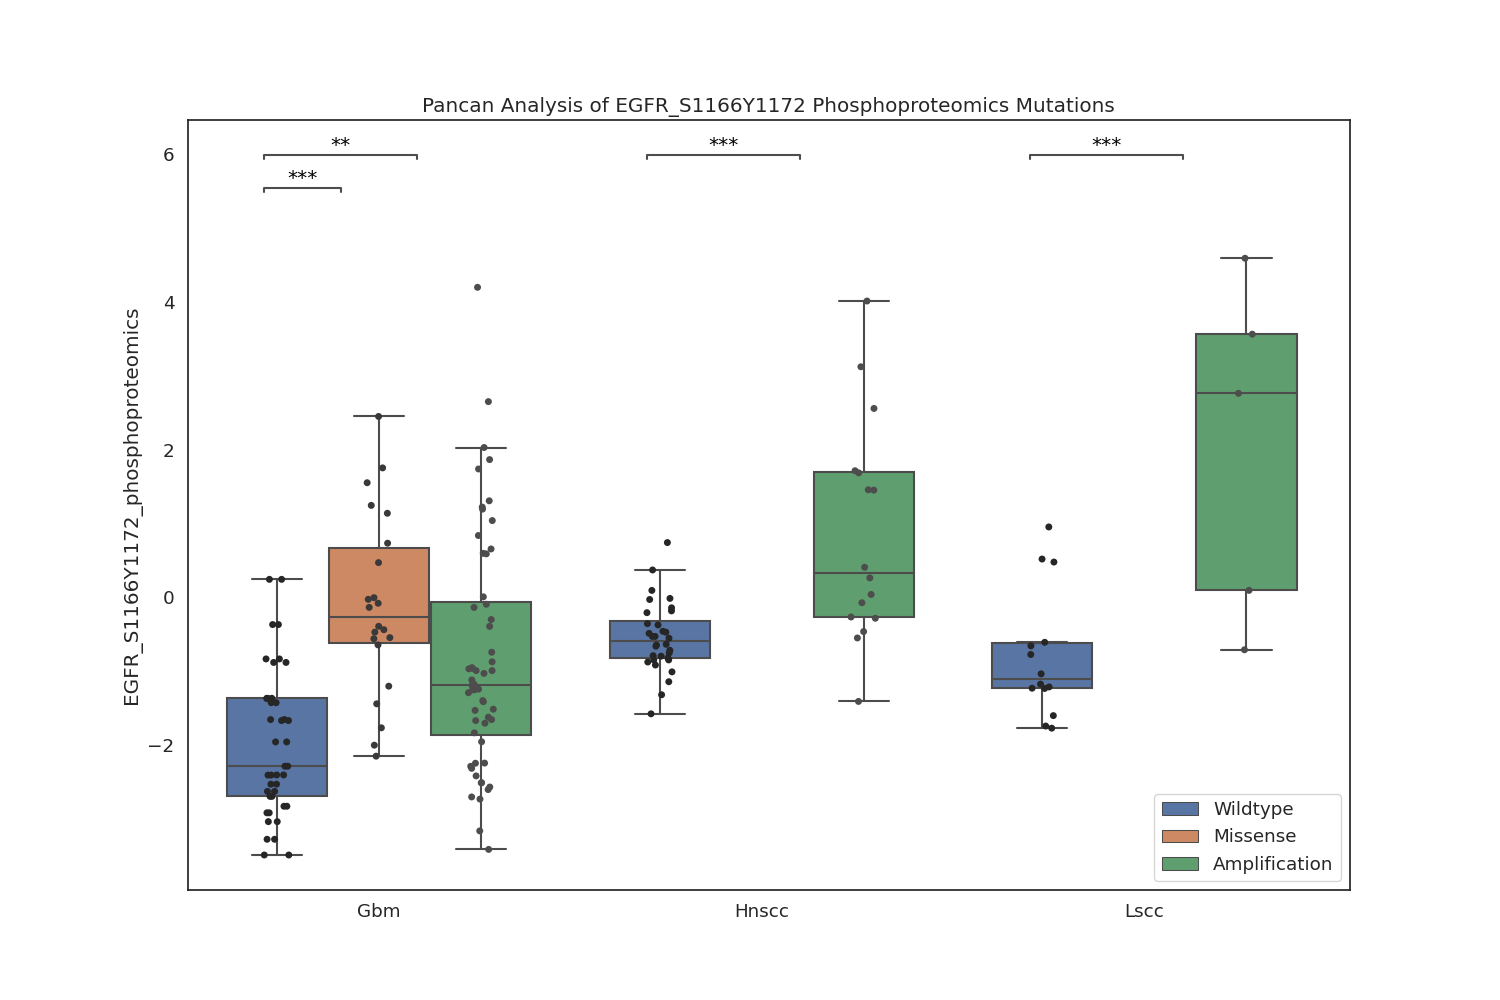 Pancan Analysis of EGFR_S1166Y1172 Phosphoproteomics Mutations
6
** *** ***
***
4
2
0
−2
EGFR_S1166Y1172_phosphoproteomics
Wildtype
Missense
Amplification
Gbm Hnscc Lscc